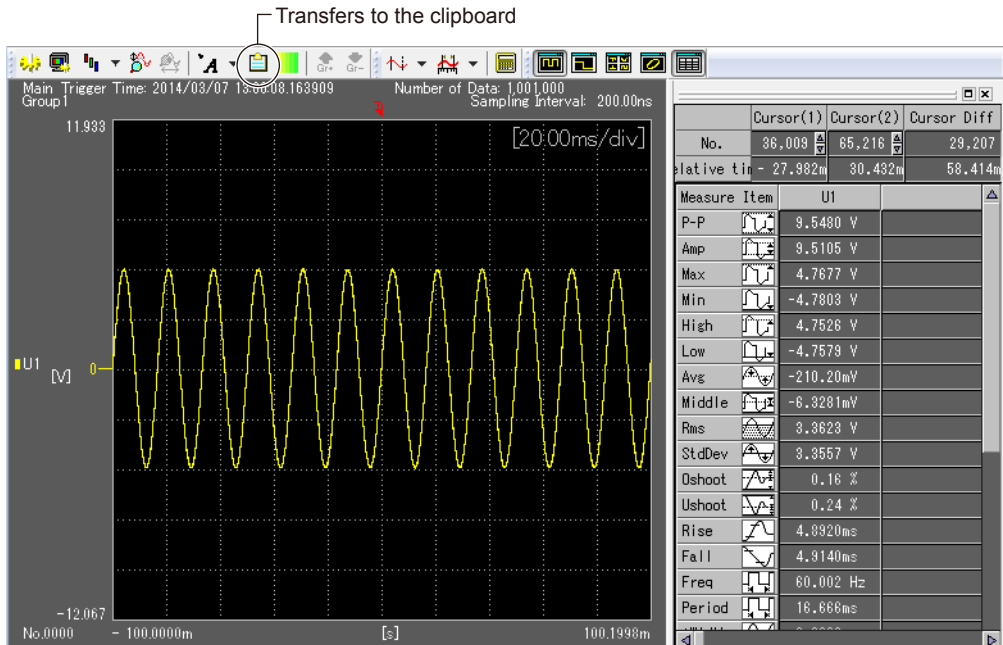 Transfers to the clipboard
Main Trigger Time: 2014/03/07 13:00:08.163909 Number of Data: 1,001,000
Group1 Sampling Interval: 200.00ns
11.933 [20.00ms/div]
U1 [V] 0
-12.067
No.0000 - 100.0000m [s] 100.1998m
Cursor(1) Cursor(2) Cursor Diff
No. 36,009 65,216 29,207
elative tim - 27.982m 30.432m 58.414m
Measure Item U1
P-P 9.5480 V
Amp 9.5105 V
Max 4.7677 V
Min -4.7803 V
High 4.7526 V
Low -4.7579 V
Avg -210.20mV
Middle -6.3281mV
Rms 3.3623 V
StdDev 3.3557 V
Oshoot 0.16 %
Ushoot 0.24 %
Rise 4.8920ms
Fall 4.9140ms
Freq 60.002 Hz
Period 16.666ms